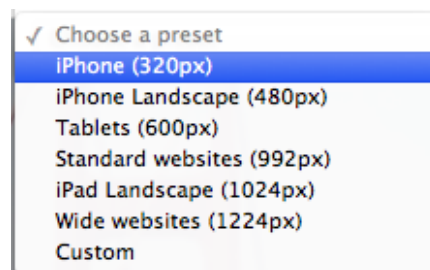 ✓ Choose a preset
iPhone (320px)
iPhone Landscape (480px)
Tablets (600px)
Standard websites (992px)
iPad Landscape (1024px)
Wide websites (1224px)
Custom